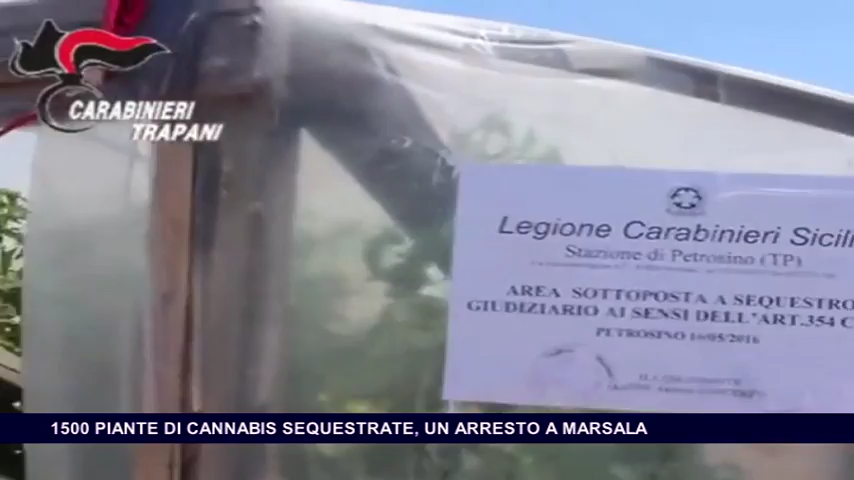 CARABINIERI
TRAPANI
Legione Carabinieri Sicili
Stazione di Petrosino (TP)
AREA SOTTOPOSTA A SEQUESTRO
GIUDIZIARIO AI SENSI DELL'ART.354 C
PETROSINO 16/05/2016
1500 PIANTE DI CANNABIS SEQUESTRATE, UN ARRESTO A MARSALA